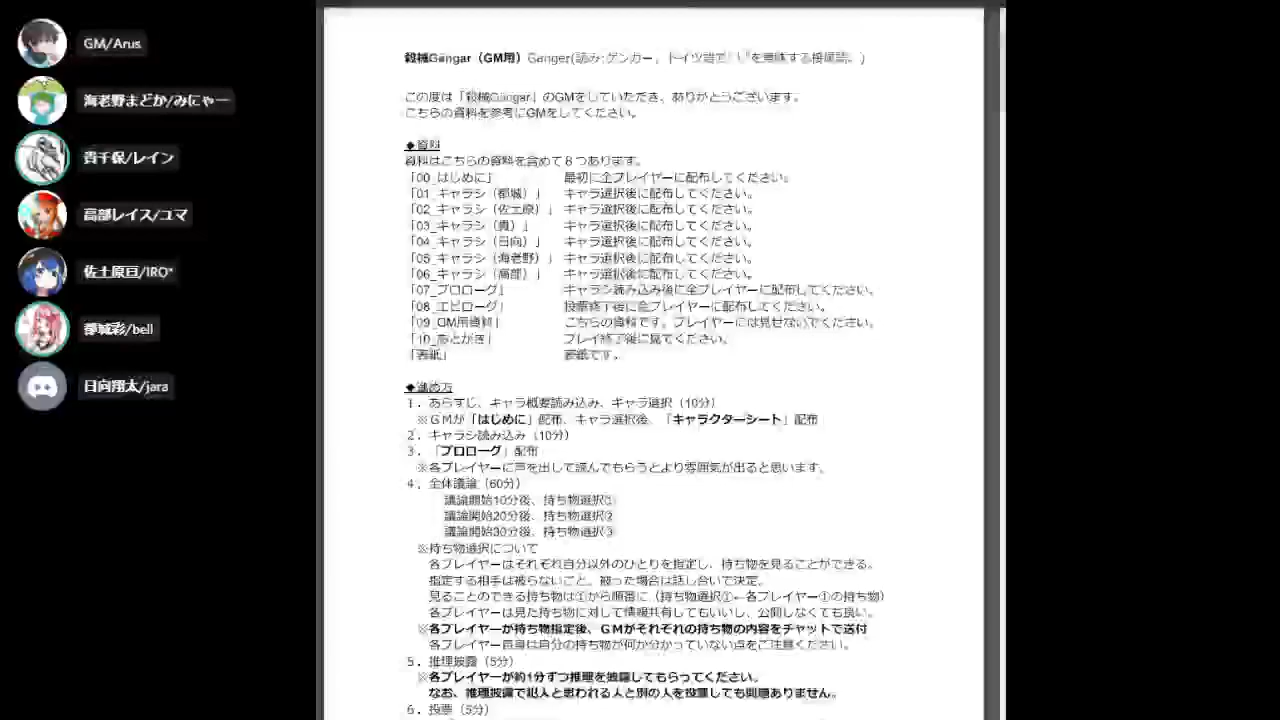 GM/Arus
海老野まどか/みにゃー
貴千保/レイン
高部レイス/コマ
佐土原亘/IRO*
都城彩/bell
日向翔太/jara
Gangar（GM用）Ganger(読み:ゲンガー, ドイツ語で を意味する接尾語。)
この度は「 Gangar」のGMをしていただき、ありがとうございます。
こちらの資料を参考にGMをしてください。
◆資料
資料はこちらの資料を含めて８つあります。
「00_はじめに」 最初に全プレイヤーに配布してください。
「01_キャラシ（都城）」 キャラ選択後に配布してください。
「02_キャラシ（佐土原）」 キャラ選択後に配布してください。
「03_キャラシ（貴）」 キャラ選択後に配布してください。
「04_キャラシ（日向）」 キャラ選択後に配布してください。
「05_キャラシ（海老野）」 キャラ選択後に配布してください。
「06_キャラシ（高部）」 キャラ選択後に配布してください。
「07_プロローグ」 キャラシ読み込み後に全プレイヤーに配布してください。
「08_エピローグ」 投票終了後に全プレイヤーに配布してください。
「09_GM用資料」 こちらの資料です。プレイヤーには見せないでください。
「10_あとがき」 プレイ終了後に見てください。
「表紙」 表紙です。
◆進め方
１．あらすじ、キャラ概要読み込み、キャラ選択（10分）
※ＧＭが「はじめに」配布、キャラ選択後、「キャラクターシート」配布
２．キャラシ読み込み（10分）
３．「プロローグ」配布
※各プレイヤーに声を出して読んでもらうとより雰囲気が出ると思います。
４．全体議論（60分）
議論開始10分後、持ち物選択①
議論開始20分後、持ち物選択②
議論開始30分後、持ち物選択③
※持ち物選択について
各プレイヤーはそれぞれ自分以外のひとりを指定し、持ち物を見ることができる。
指定する相手は被らないこと。被った場合は話し合いで決定。
見ることのできる持ち物は①から順番に（持ち物選択①←各プレイヤー①の持ち物）
各プレイヤーは見た持ち物に対して情報共有してもいいし、公開しなくても良い。
※各プレイヤーが持ち物指定後、ＧＭがそれぞれの持ち物の内容をチャットで送付
各プレイヤー自身は自分の持ち物が何か分かっていない点をご注意ください。
５．推理披露（5分）
※各プレイヤーが約1分ずつ推理を披露してもらってください。
なお、推理披露で犯人と思われる人と別の人を投票しても問題ありません。
６．投票（5分）